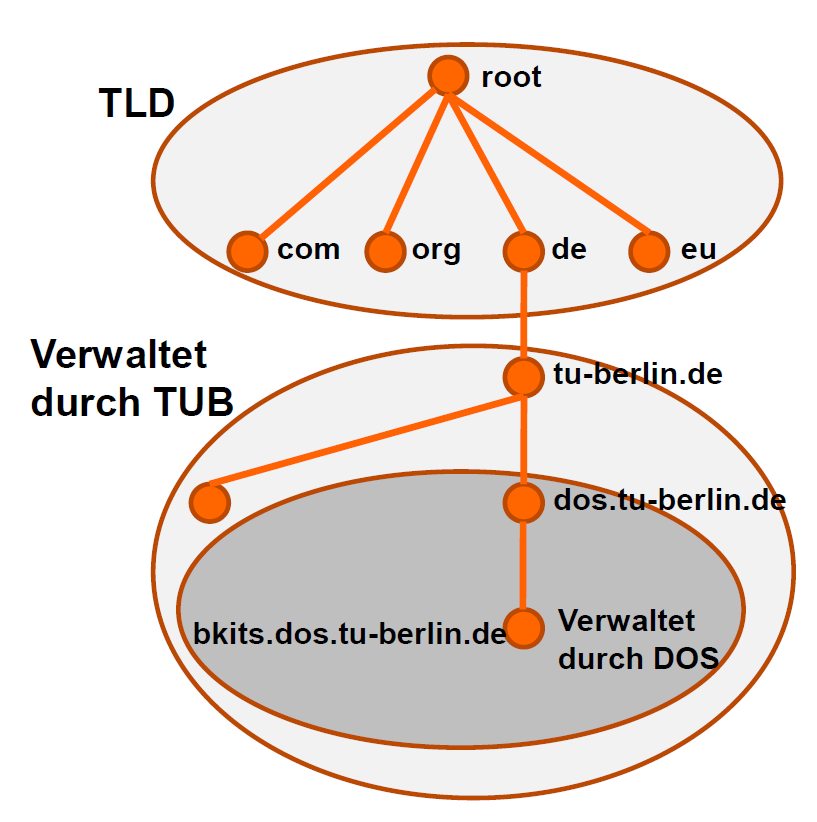 root
TLD
com
org
de
eu
Verwaltet
durch TUB
tu-berlin.de
dos.tu-berlin.de
bkits.dos.tu-berlin.de
Verwaltet
durch DOS